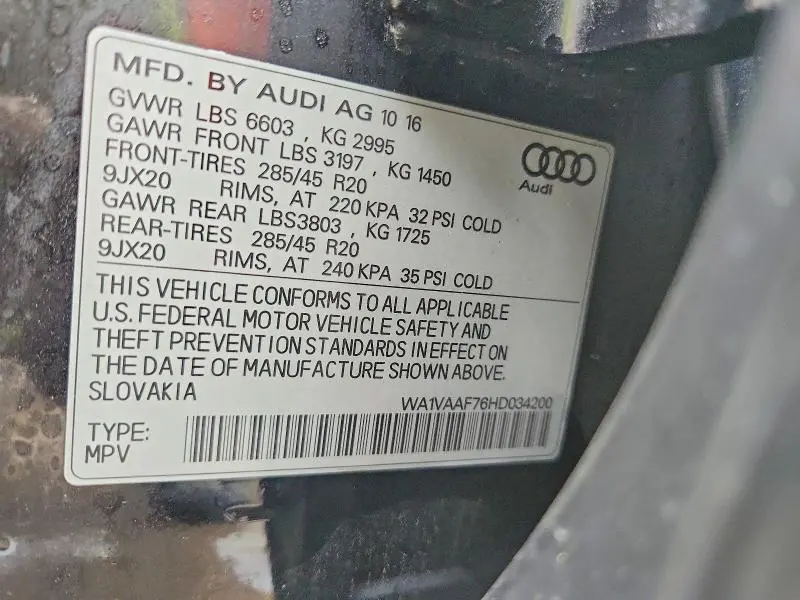 MFD. BY AUDI AG 10 16
GVWR LBS 6603 , KG 2995
GAWR FRONT LBS 3197 , KG 1450
FRONT-TIRES 285/45 R20
9JX20 RIMS, AT 220 KPA 32 PSI COLD
GAWR REAR LBS3803 , KG 1725
REAR-TIRES 285/45 R20
9JX20 RIMS, AT 240 KPA 35 PSI COLD
Audi
THIS VEHICLE CONFORMS TO ALL APPLICABLE
U.S. FEDERAL MOTOR VEHICLE SAFETY AND
THEFT PREVENTION STANDARDS IN EFFECT ON
THE DATE OF MANUFACTURE SHOWN ABOVE.
SLOVAKIA
WA1VAAF76HD034200
TYPE:
MPV